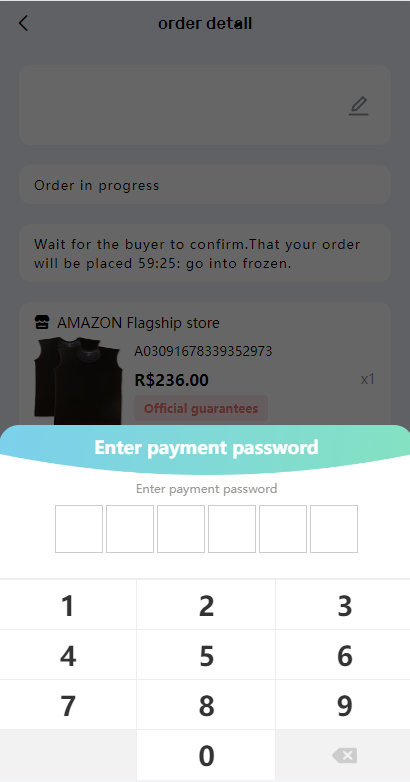 order detall
Order in progress
Wait for the buyer to confirm.That your order
will be placed 59:25: go into frozen.
AMAZON Flagship store
A03091678339352973
R$236.00
x1
Official guarantees
Enter payment password
Enter payment password
1 2 3
4 5 6
7 8 9
0